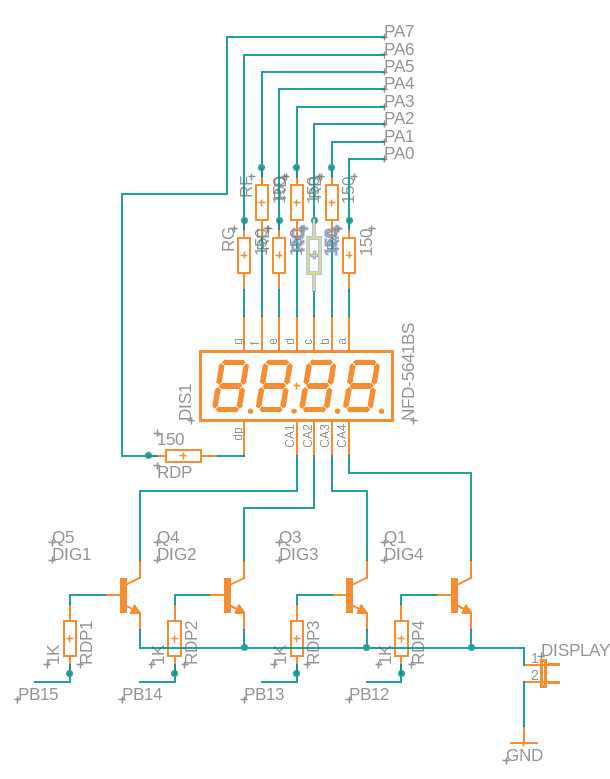 PA7
PA6
PA5
PA4
PA3
PA2
PA1
PA0
RF
150
150
150
150
RG
150
150
150
g
f
e
d
c
b
a
DIS1
NFD-5641BS
dp
CA1
CA2
CA3
CA4
150
RDP
Q5
DIG1
Q4
DIG2
Q3
DIG3
Q1
DIG4
1K
RDP1
1K
RDP2
1K
RDP3
1K
RDP4
PB15
PB14
PB13
PB12
1
2
DISPLAY
GND